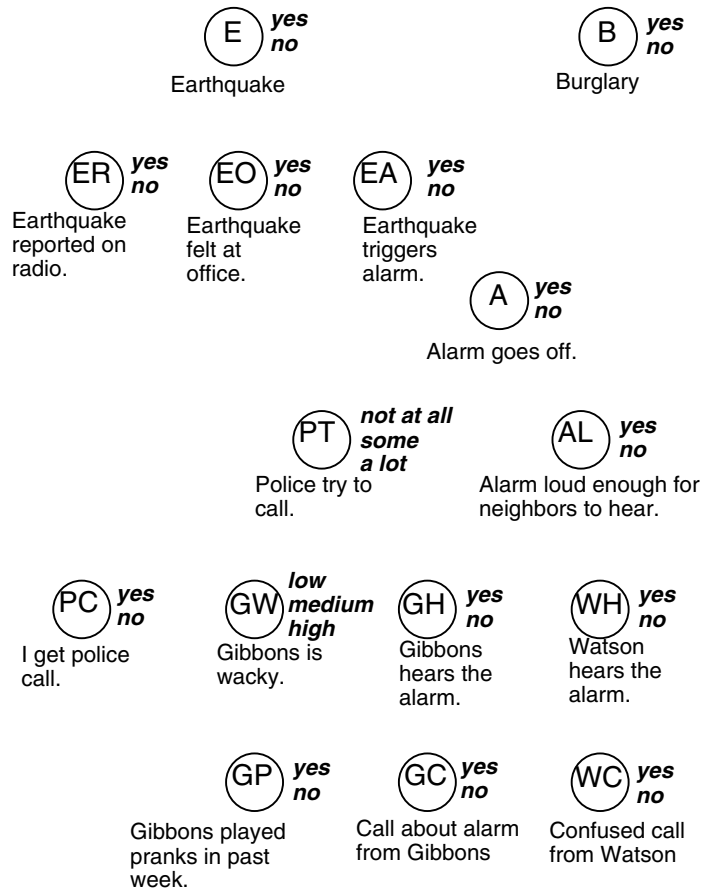 E yes
no
Earthquake
B yes
no
Burglary
ER yes
no
Earthquake
reported on
radio.
EO yes
no
Earthquake
felt at
office.
EA yes
no
Earthquake
triggers
alarm.
A yes
no
Alarm goes off.
PT not at all
some
a lot
Police try to
call.
AL yes
no
Alarm loud enough for
neighbors to hear.
PC yes
no
I get police
call.
GW low
medium
high
Gibbons is
wacky.
GH yes
no
Gibbons
hears the
alarm.
WH yes
no
Watson
hears the
alarm.
GP yes
no
Gibbons played
pranks in past
week.
GC yes
no
Call about alarm
from Gibbons
WC yes
no
Confused call
from Watson